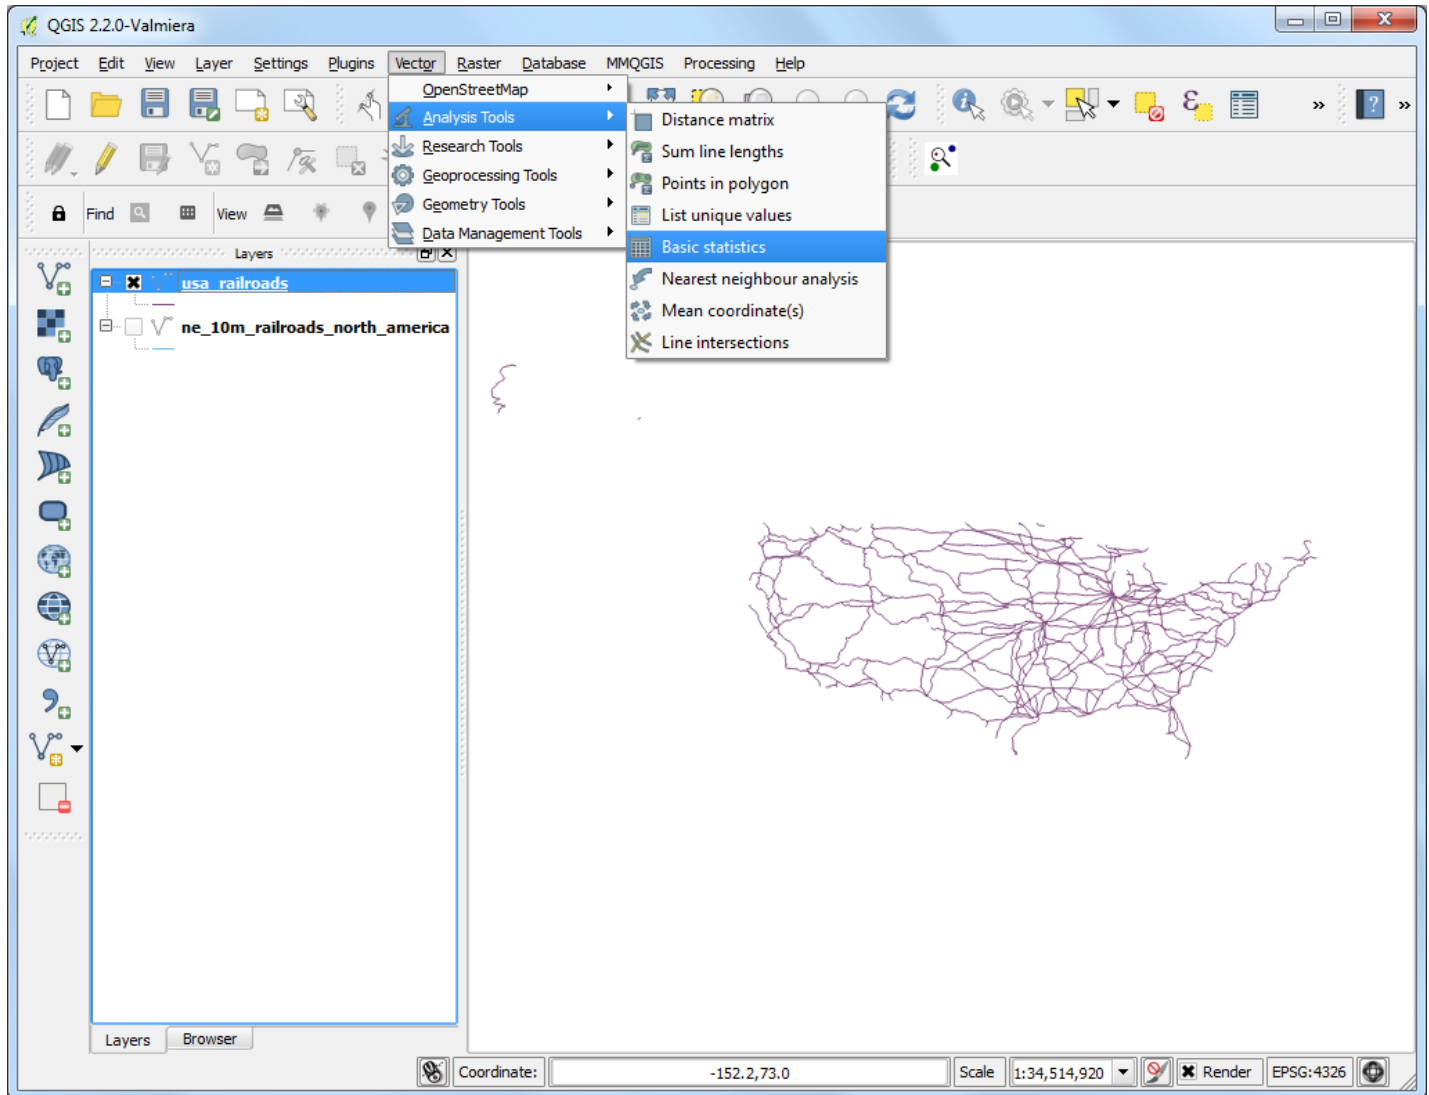 QGIS 2.2.0-Valmiera
Project Edit View Layer Settings Plugins Vector Raster Database MMQGIS Processing Help
OpenStreetMap
Analysis Tools
Research Tools
Geoprocessing Tools
Geometry Tools
Data Management Tools
Distance matrix
Sum line lengths
Points in polygon
List unique values
Basic statistics
Nearest neighbour analysis
Mean coordinate(s)
Line intersections
Find View
Layers
usa_railroads
ne_10m_railroads_north_america
Layers Browser
Coordinate: -152.2,73.0 Scale 1:34,514,920 Render EPSG:4326